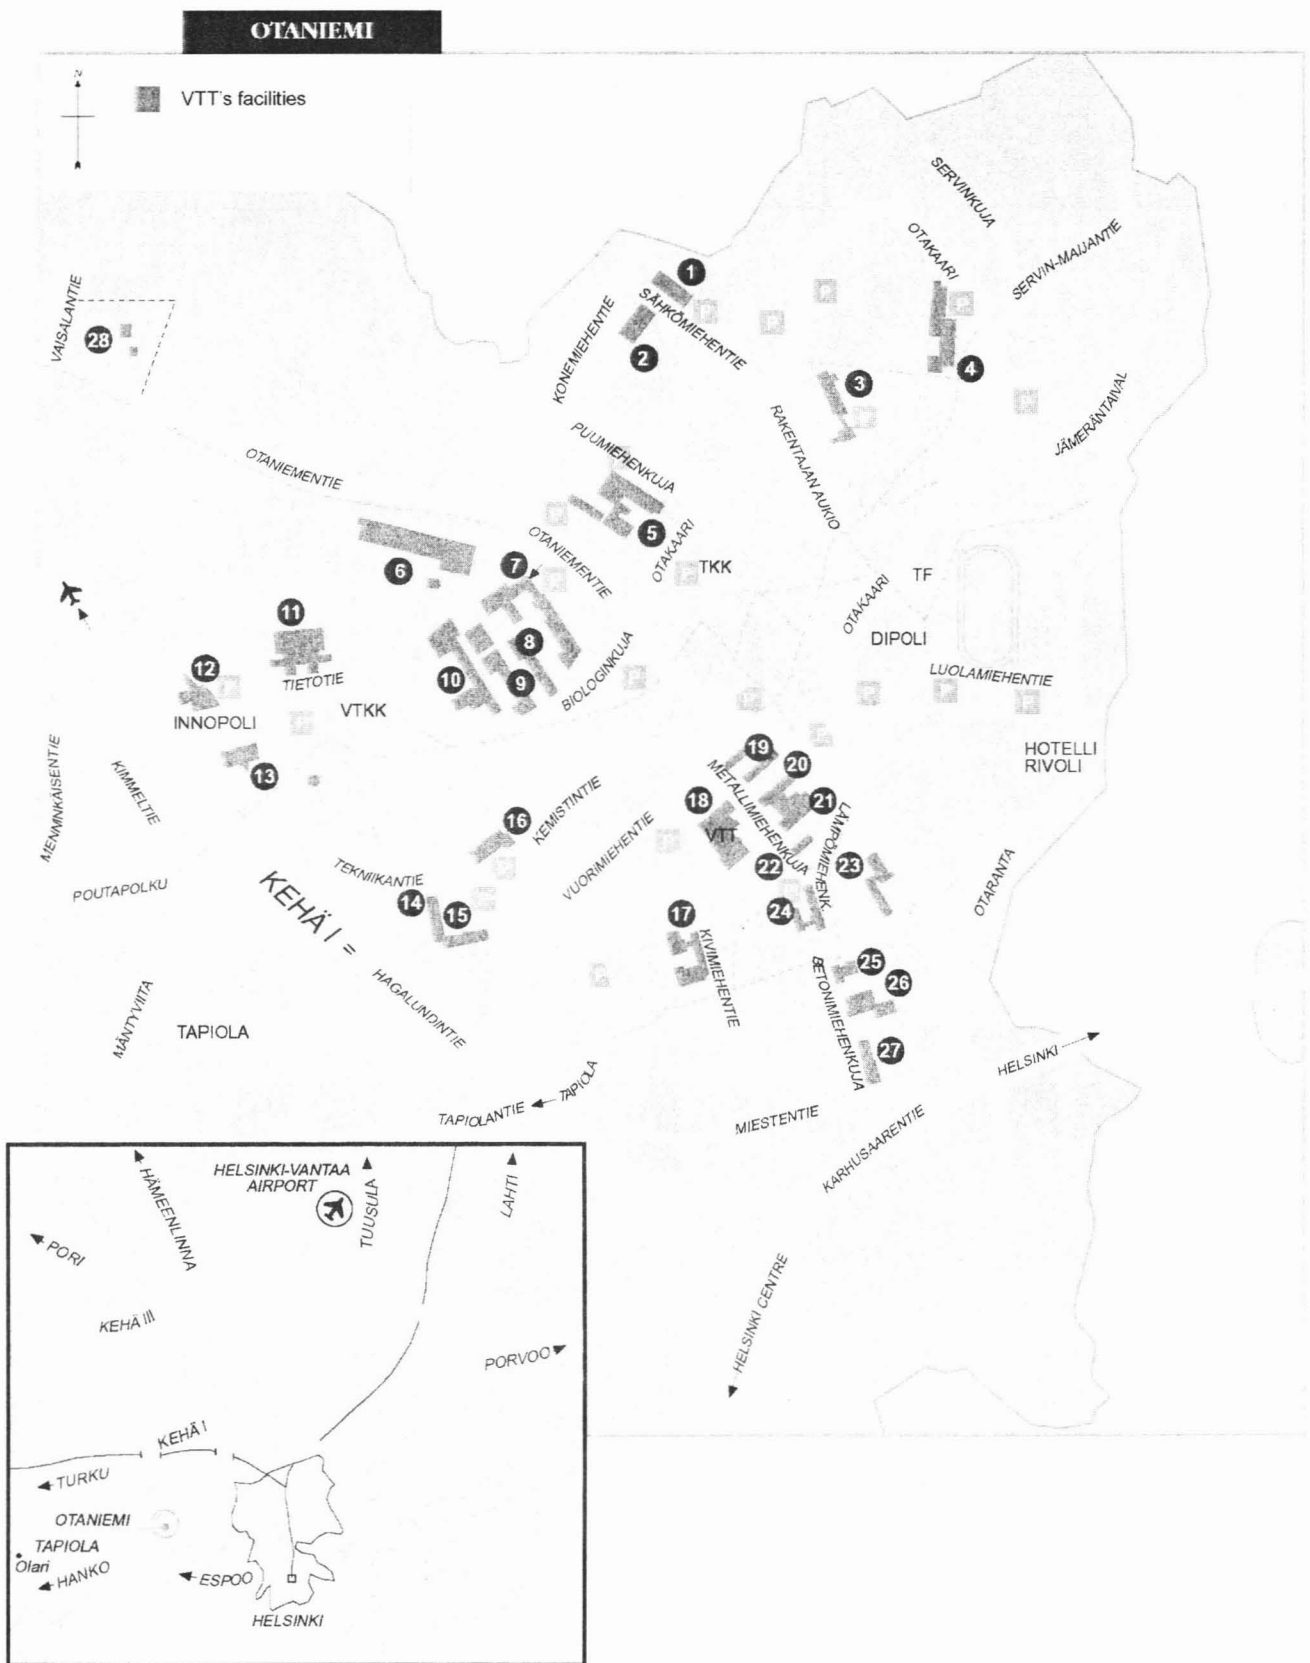 OTANIEMI
N
VTT's facilities
SERVINKUJA
OTAKAARI
SERVIN-MAIJANTIE
VAISALANTIE
28
1
SÄHKÖMIEHENTIE
KONEMIEHENTIE
2
P
P
P
P
3
4
P
P
JÄMERÄNTAIVAL
RAKENTAJAN AUKIO
PUUMIEHENKUJA
OTANIEMENTIE
5
P
OTAKAARI
TKK
P
6
7
OTANIEMENTIE
P
TF
OTAKAARI
DIPOLI
11
12
P
TIETOTIE
INNOPOLI
VTKK
P
8
9
10
BIOLOGINKUJA
P
LUOLAMIEHENTIE
P
P
P
P
HOTELLI
RIVOLI
13
MENNINKÄISENTIE
KIMMELTIE
POUTAPOLKU
19
P
20
METALLIMIEHENKUJA
18
VTT
21
LÄMPÖMIEHENK.
16
KEMISTINTIE
P
VUORIMIEHENTIE
P
22
23
TEKNIIKANTIE
KEHÄ I =
14
15
P
24
P
17
KIVIMIEHENTIE
OTARANTA
25
26
BETONIMIEHENKUJA
27
HAGALUNDINTIE
P
MÄNTYVIITA
TAPIOLA
HELSINKI
TAPIOLANTIE
TAPIOLA
MIESTENTIE
KARHUSAARENTIE
HELSINKI CENTRE
HELSINKI-VANTAA
AIRPORT
HÄMEENLINNA
TUUSULA
LAHTI
PORI
KEHÄ III
PORVOO
KEHÄ I
TURKU
OTANIEMI
TAPIOLA
Olari
HANKO
ESPOO
HELSINKI